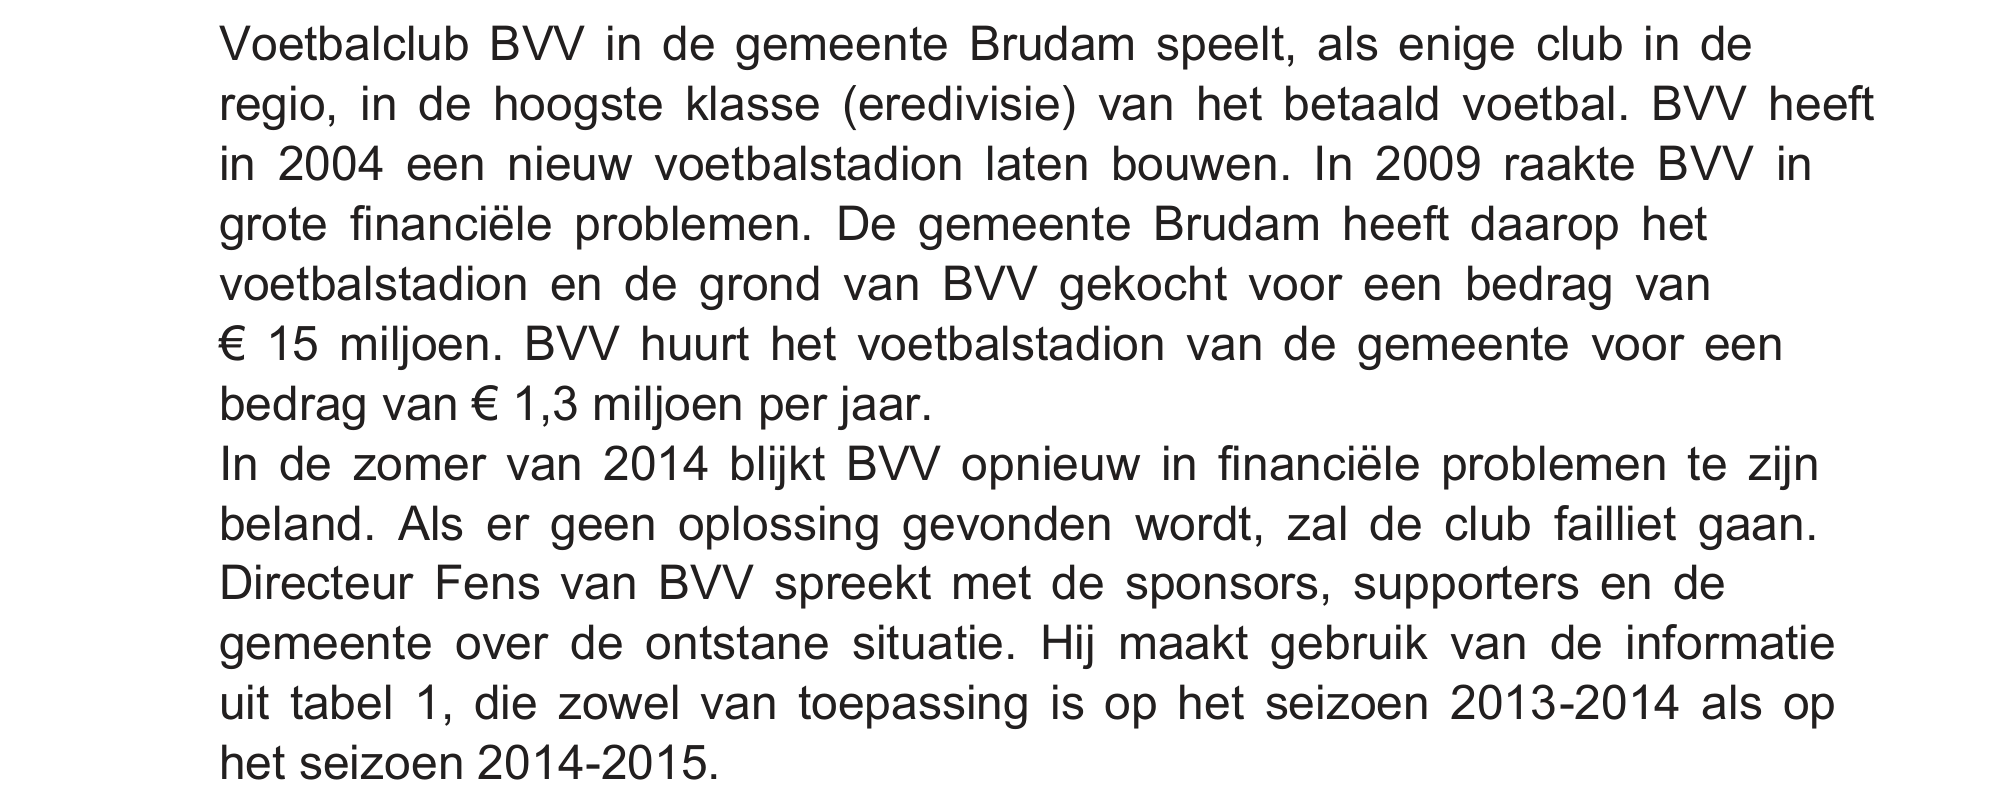 Voetbalclub BVV in de gemeente Brudam speelt, als enige club in de
regio, in de hoogste klasse (eredivisie) van het betaald voetbal. BVV heeft
in 2004 een nieuw voetbalstadion laten bouwen. In 2009 raakte BVV in
grote financiële problemen. De gemeente Brudam heeft daarop het
voetbalstadion en de grond van BVV gekocht voor een bedrag van
€ 15 miljoen. BVV huurt het voetbalstadion van de gemeente voor een
bedrag van € 1,3 miljoen per jaar.
In de zomer van 2014 blijkt BVV opnieuw in financiële problemen te zijn
beland. Als er geen oplossing gevonden wordt, zal de club failliet gaan.
Directeur Fens van BVV spreekt met de sponsors, supporters en de
gemeente over de ontstane situatie. Hij maakt gebruik van de informatie
uit tabel 1, die zowel van toepassing is op het seizoen 2013-2014 als op
het seizoen 2014-2015.